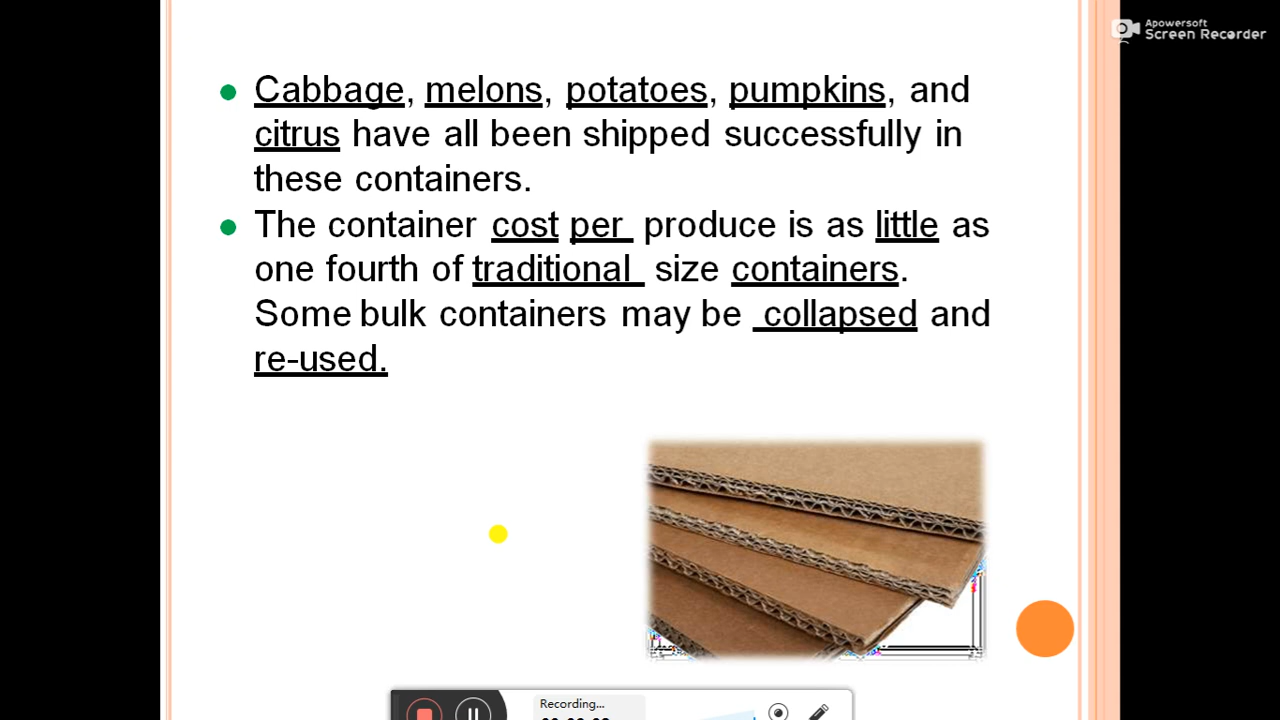 Apowersoft
Screen Recorder
Cabbage, melons, potatoes, pumpkins, and
citrus have all been shipped successfully in
these containers.
The container cost per produce is as little as
one fourth of traditional size containers.
Some bulk containers may be collapsed and
re-used.
Recording...